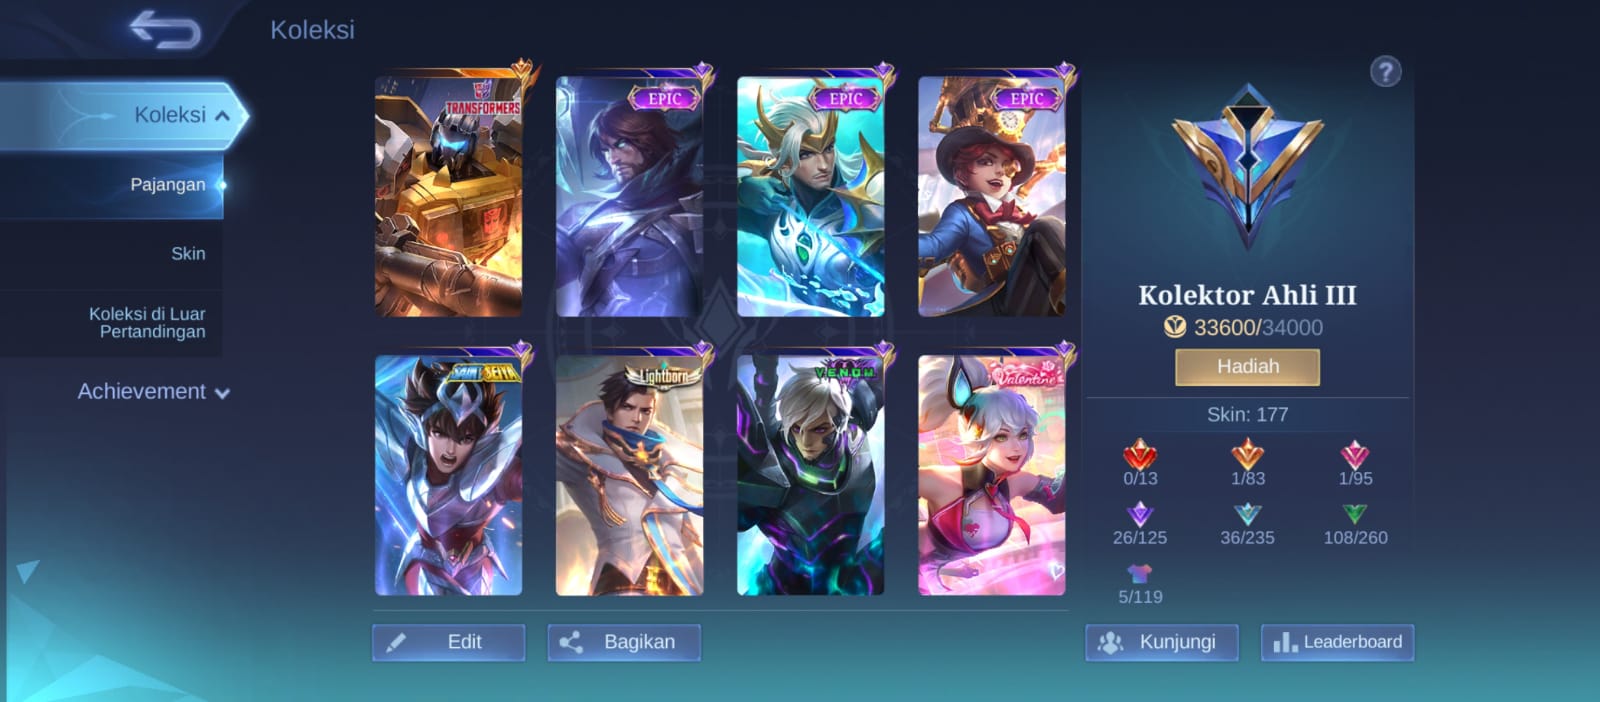 Koleksi
Koleksi
Pajangan
Skin
Koleksi di Luar
Pertandingan
Achievement
TRANSFORMERS
EPIC
EPIC
EPIC
SAINT SEIYA
Lightborn
V.E.N.O.M.
Valentine
Edit
Bagikan
?
Kolektor Ahli III
33600/34000
Hadiah
Skin: 177
0/13
1/83
1/95
26/125
36/235
108/260
5/119
Kunjungi
Leaderboard